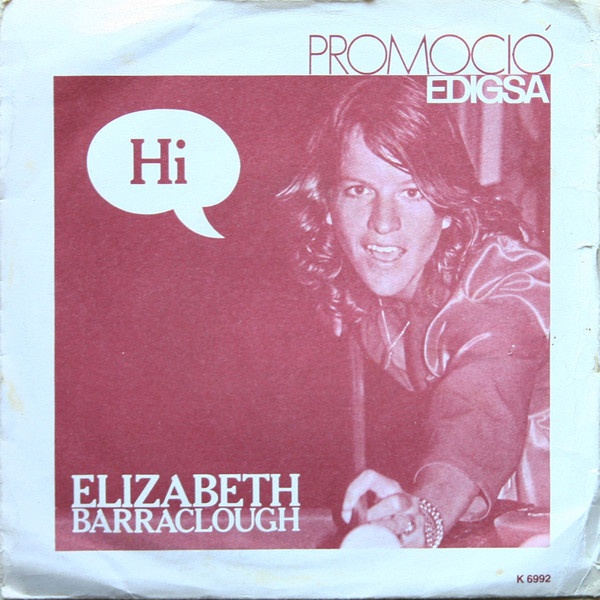 PROMOCIÓ
EDIGSA
Hi
ELIZABETH
BARRACLOUGH
K 6992